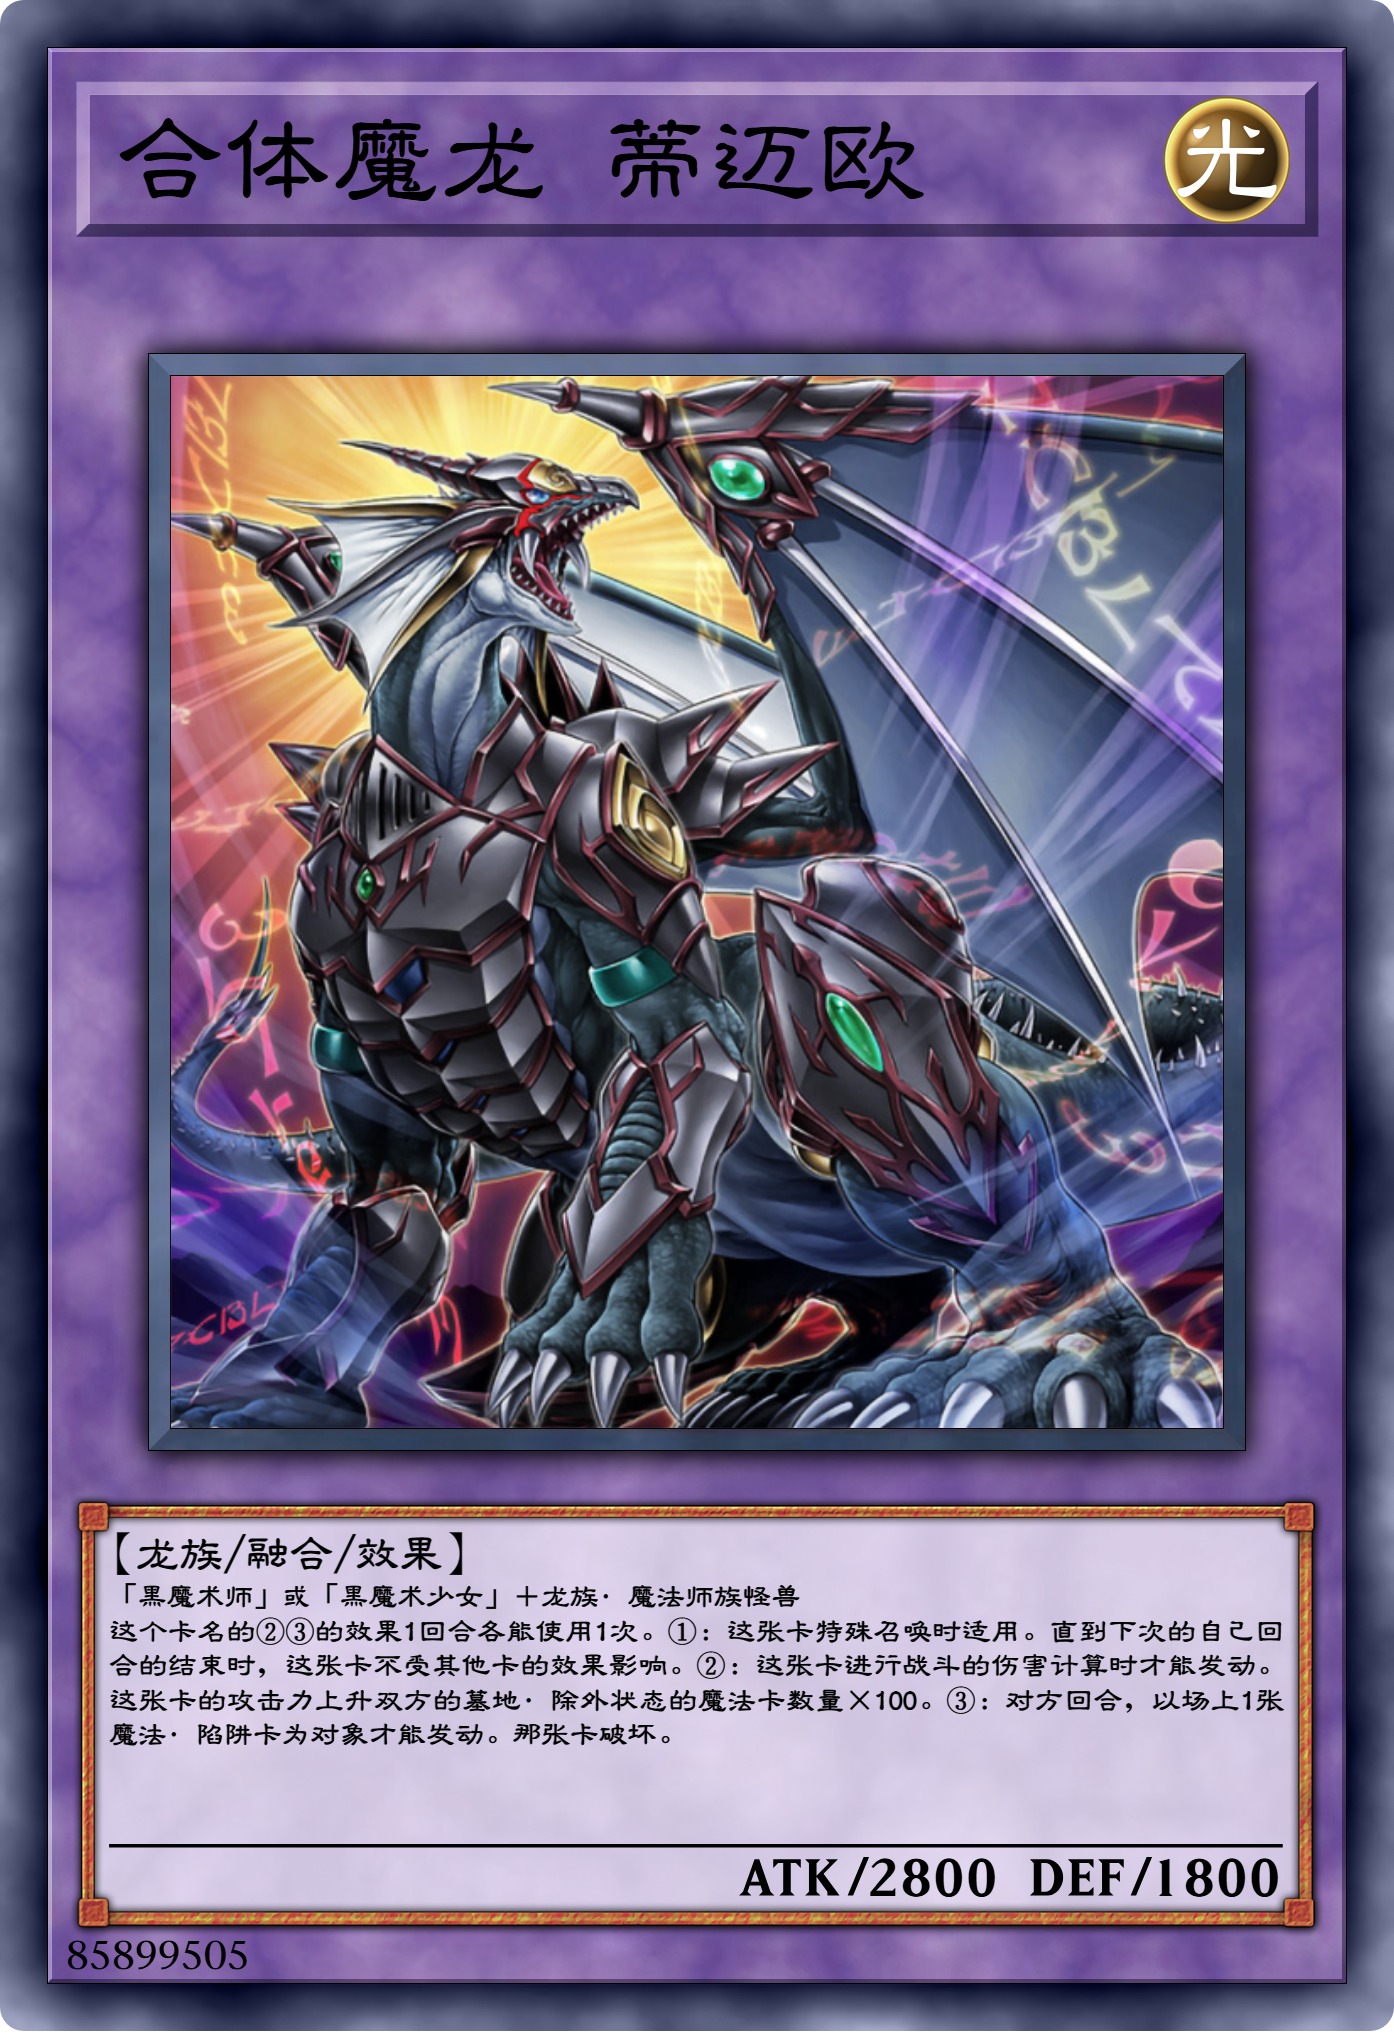 合体魔龙 蒂迈欧
光
【龙族/融合/效果】
「黑魔术师」或「黑魔术少女」＋龙族·魔法师族怪兽
这个卡名的②③的效果1回合各能使用1次。①：这张卡特殊召唤时适用。直到下次的自己回
合的结束时，这张卡不受其他卡的效果影响。②：这张卡进行战斗的伤害计算时才能发动。
这张卡的攻击力上升双方的墓地·除外状态的魔法卡数量×100。③：对方回合，以场上1张
魔法·陷阱卡为对象才能发动。那张卡破坏。
ATK/2800 DEF/1800
85899505